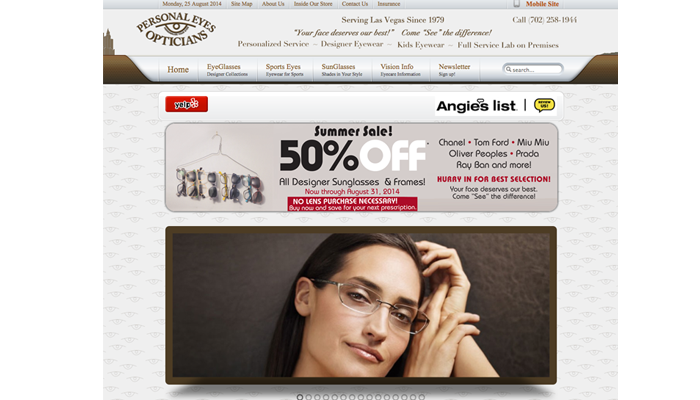 Monday, 25 August 2014 Site Map About Us Inside Our Store Contact Us Insurance Mobile Site
PERSONAL EYES
OPTICIANS
Serving Las Vegas Since 1979 Call (702) 258-1944
"Your face deserves our best!" Come "See" the difference!
Personalized Service ~ Designer Eyewear ~ Kids Eyewear ~ Full Service Lab on Premises
Home
EyeGlasses
Designer Collections
Sports Eyes
Eyewear for Sports
SunGlasses
Shades is Your Style
Vision Info
Eyecare Information
Newsletter
Sign up!
search...
yelp
Angie's list
REVIEW US!
Summer Sale!
50%OFF
All Designer Sunglasses & Frames!
Now through August 31, 2014
NO LENS PURCHASE NECESSARY!
Buy now and save for your next prescription.
Chanel • Tom Ford • Miu Miu
Oliver Peoples • Prada
Ray Ban and more!
HURRY IN FOR BEST SELECTION!
Your face deserves our best.
Come "See" the difference!